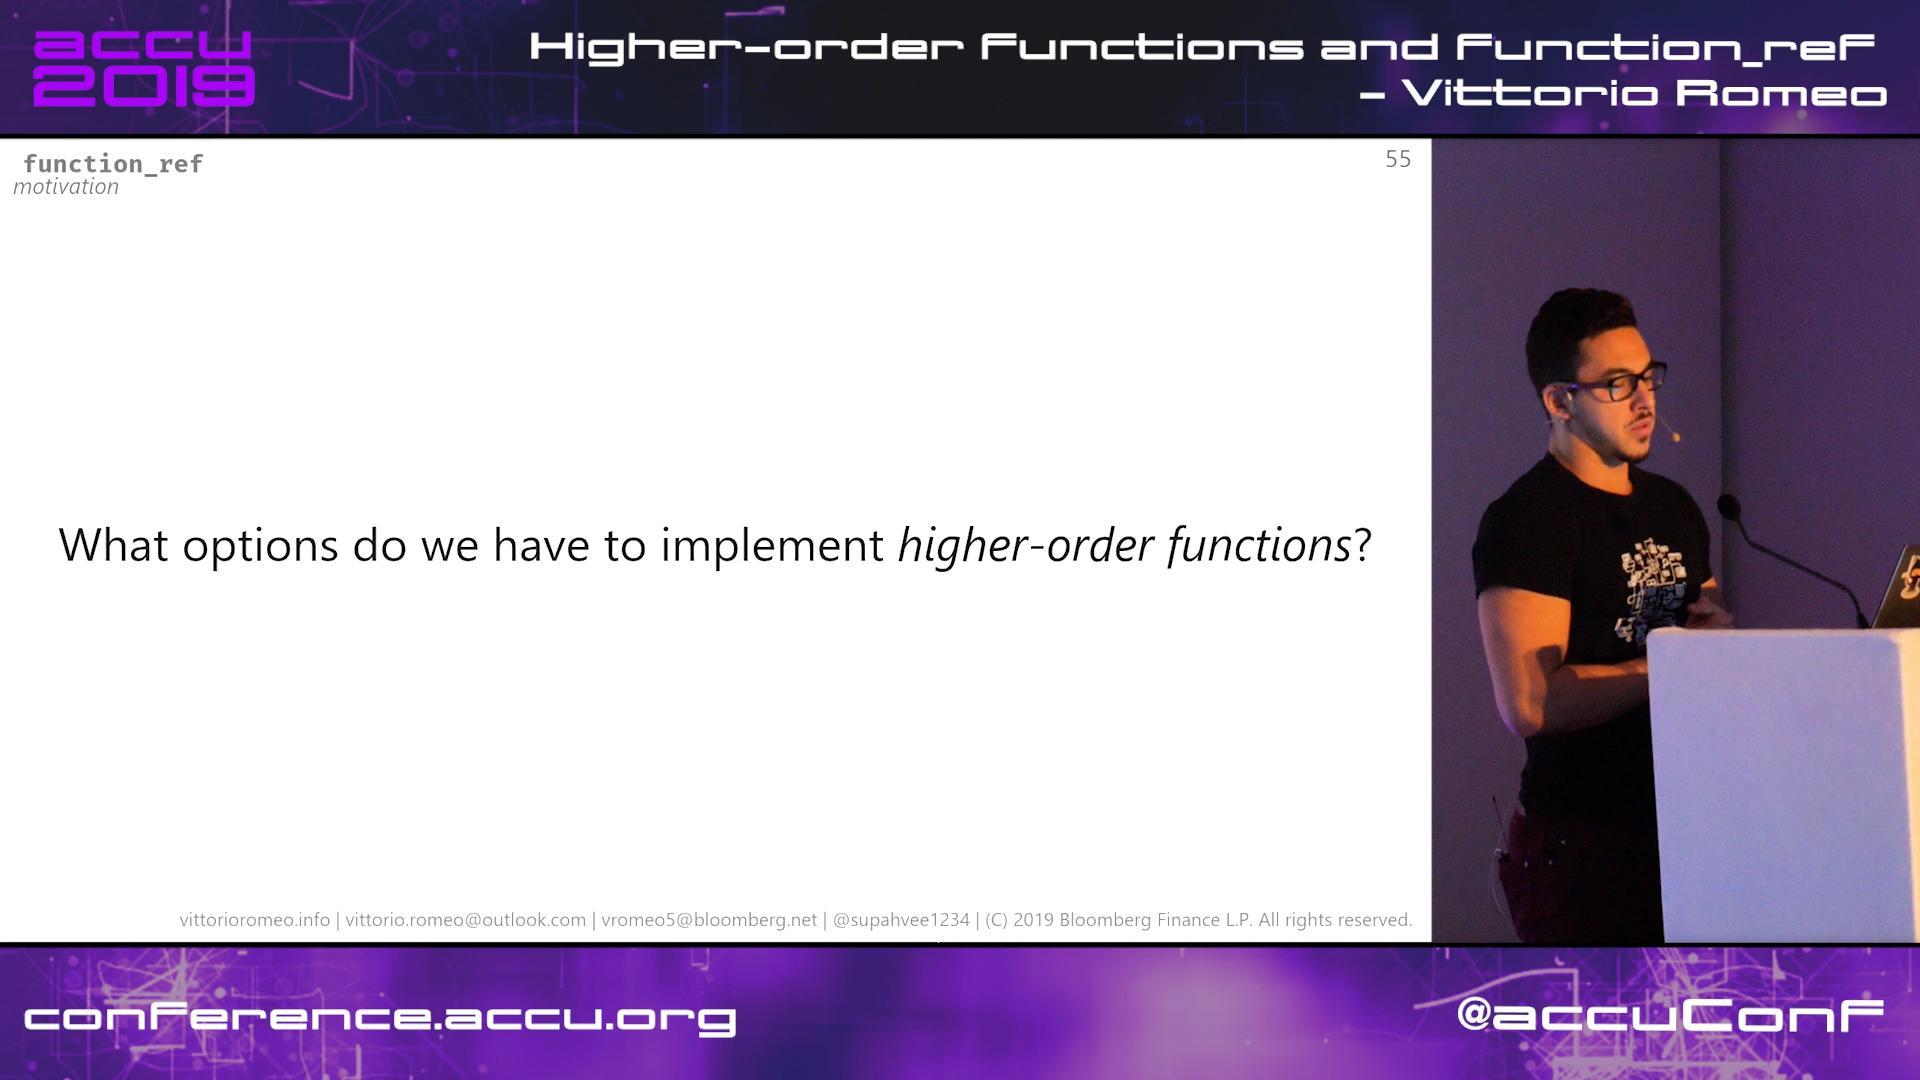 accu
2019
Higher-order Functions and Function_ref
- Vittorio Romeo
function_ref
motivation
55
What options do we have to implement higher-order functions?
vittorioromeo.info | vittorio.romeo@outlook.com | vromeo5@bloomberg.net | @supahvee1234 | (C) 2019 Bloomberg Finance L.P. All rights reserved.
conference.accu.org
@accuConf